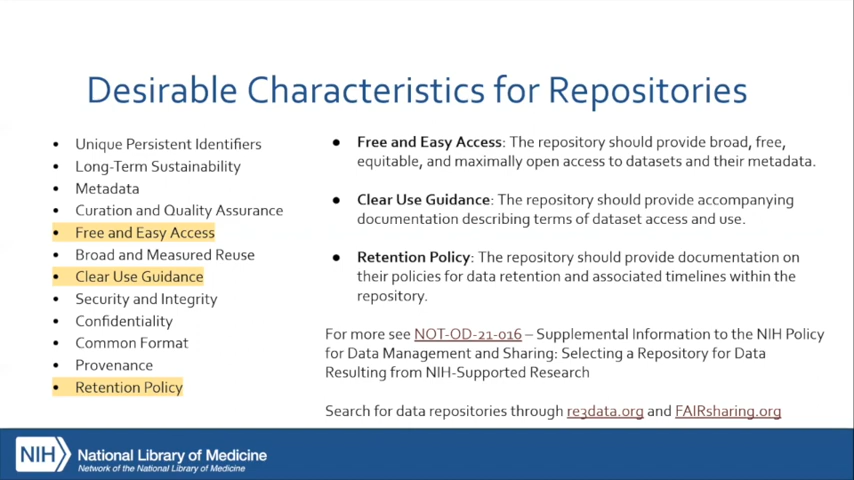 Desirable Characteristics for Repositories
• Unique Persistent Identifiers
• Long-Term Sustainability
• Metadata
• Curation and Quality Assurance
• Free and Easy Access
• Broad and Measured Reuse
• Clear Use Guidance
• Security and Integrity
• Confidentiality
• Common Format
• Provenance
• Retention Policy
● Free and Easy Access: The repository should provide broad, free,
equitable, and maximally open access to datasets and their metadata.
● Clear Use Guidance: The repository should provide accompanying
documentation describing terms of dataset access and use.
● Retention Policy: The repository should provide documentation on
their policies for data retention and associated timelines within the
repository.
For more see NOT-OD-21-016 – Supplemental Information to the NIH Policy
for Data Management and Sharing: Selecting a Repository for Data
Resulting from NIH-Supported Research
Search for data repositories through re3data.org and FAIRsharing.org
NIH National Library of Medicine
Network of the National Library of Medicine